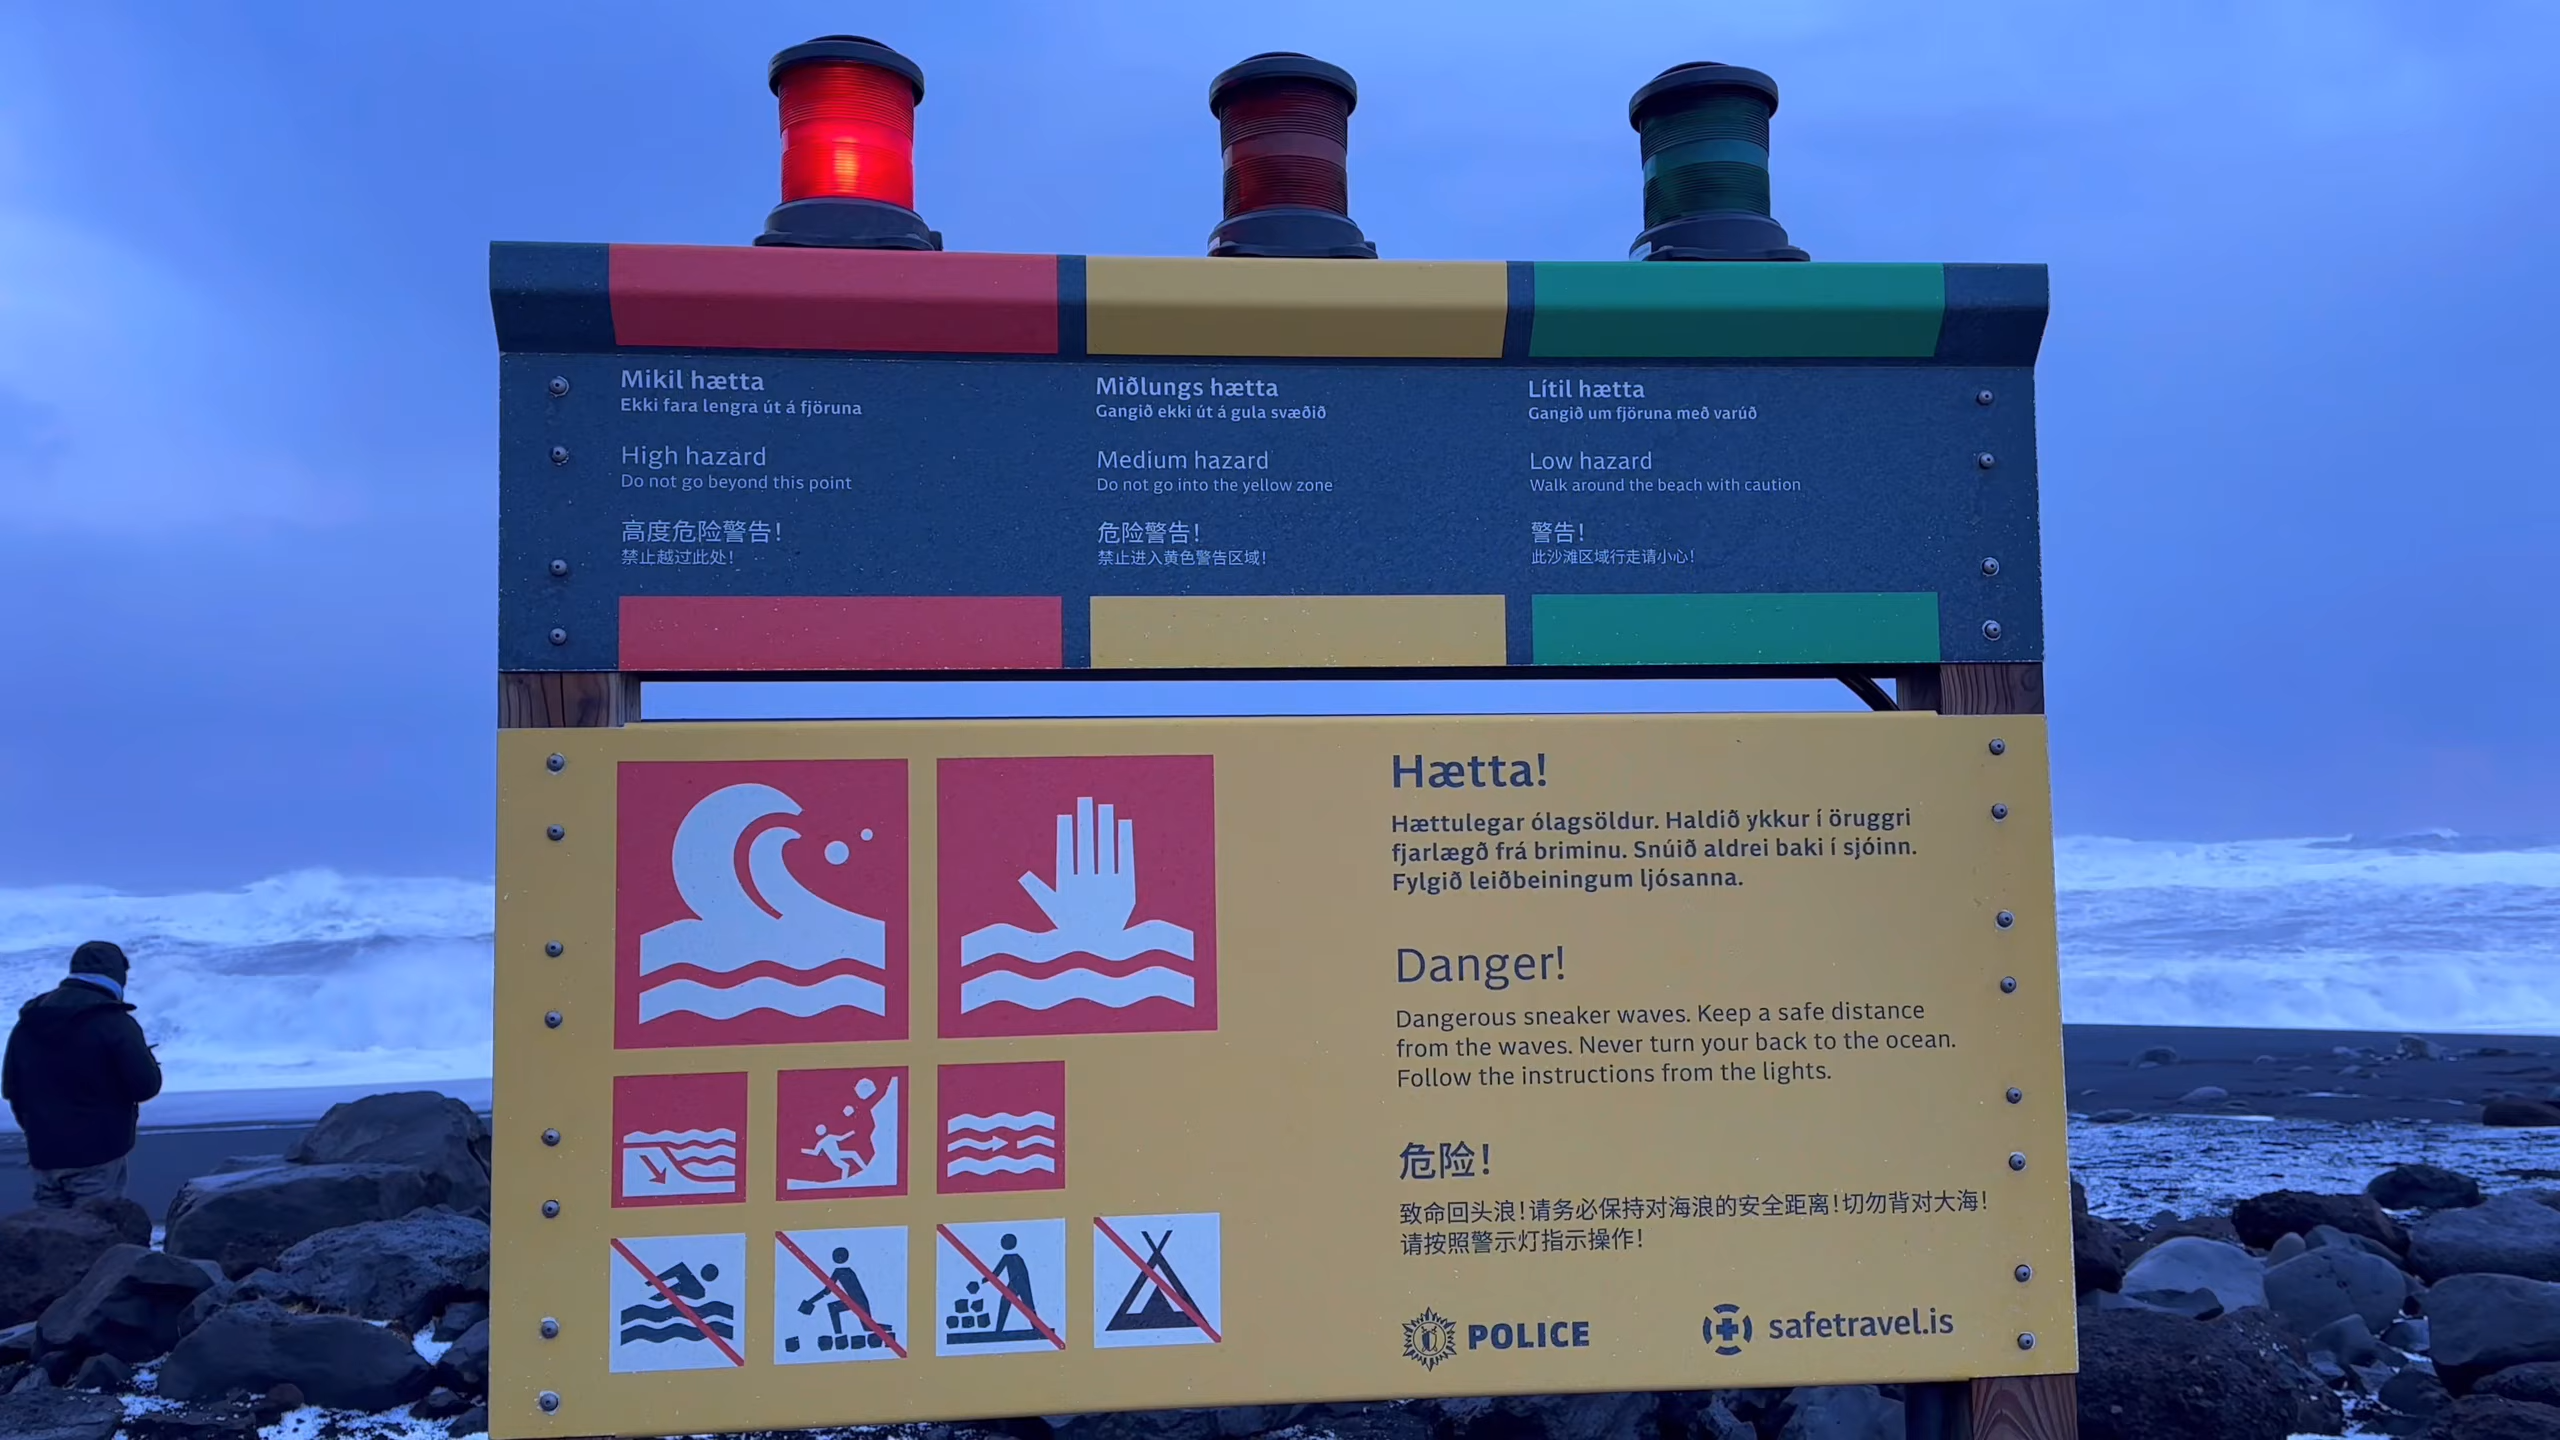 Mikil hætta
Ekki fara lengra út á fjöruna
High hazard
Do not go beyond this point
高度危险警告！
禁止越过此处！
Miðlungs hætta
Gangið ekki út á gula svæðið
Medium hazard
Do not go into the yellow zone
危险警告！
禁止进入黄色警告区域！
Lítil hætta
Gangið um fjöruna með varúð
Low hazard
Walk around the beach with caution
警告！
此沙滩区域行走请小心！
Hætta!
Hættulegar ólagsöldur. Haldið ykkur í öruggri
fjarlægð frá briminu. Snúið aldrei baki í sjóinn.
Fylgið leiðbeiningum ljósanna.
Danger!
Dangerous sneaker waves. Keep a safe distance
from the waves. Never turn your back to the ocean.
Follow the instructions from the lights.
危险！
致命回头浪！请务必保持对海浪的安全距离！切勿背对大海！
请按照警示灯指示操作！
POLICE
safetravel.is